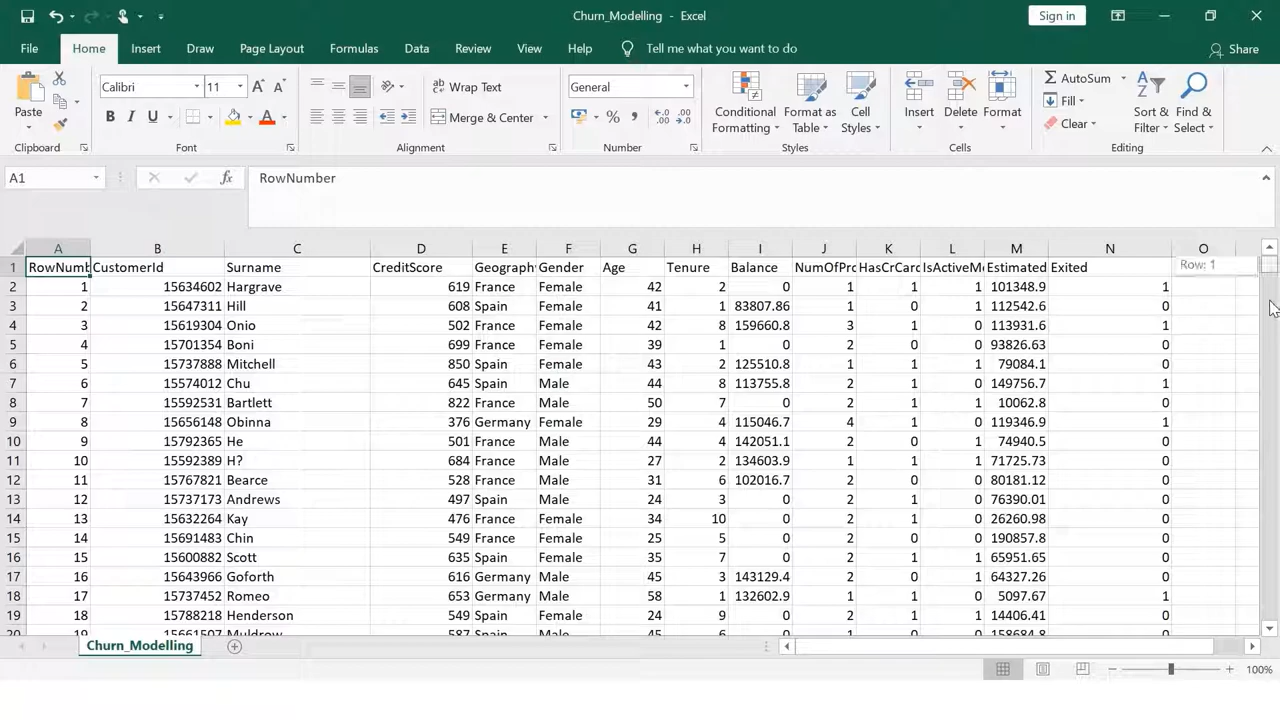 Churn_Modelling - Excel
Sign in
File Home Insert Draw Page Layout Formulas Data Review View Help Tell me what you want to do Share
Paste
Calibri 11
B I U
Wrap Text
Merge & Center
General
% ,
Conditional Formatting
Format as Table
Cell Styles
Insert
Delete
Format
AutoSum
Fill
Clear
Sort & Filter
Find & Select
Clipboard Font Alignment Number Styles Cells Editing
A1 fx RowNumber
A B C D E F G H I J K L M N O
1 RowNumb CustomerId Surname CreditScore Geograph Gender Age Tenure Balance NumOfPro HasCrCard IsActiveMe Estimated Exited
Row: 1
2 1 15634602 Hargrave 619 France Female 42 2 0 1 1 1 101348.9 1
3 2 15647311 Hill 608 Spain Female 41 1 83807.86 1 0 1 112542.6 0
4 3 15619304 Onio 502 France Female 42 8 159660.8 3 1 0 113931.6 1
5 4 15701354 Boni 699 France Female 39 1 0 2 0 0 93826.63 0
6 5 15737888 Mitchell 850 Spain Female 43 2 125510.8 1 1 1 79084.1 0
7 6 15574012 Chu 645 Spain Male 44 8 113755.8 2 1 0 149756.7 1
8 7 15592531 Bartlett 822 France Male 50 7 0 2 1 1 10062.8 0
9 8 15656148 Obinna 376 Germany Female 29 4 115046.7 4 1 0 119346.9 1
10 9 15792365 He 501 France Male 44 4 142051.1 2 0 1 74940.5 0
11 10 15592389 H? 684 France Male 27 2 134603.9 1 1 1 71725.73 0
12 11 15767821 Bearce 528 France Male 31 6 102016.7 2 0 0 80181.12 0
13 12 15737173 Andrews 497 Spain Male 24 3 0 2 1 0 76390.01 0
14 13 15632264 Kay 476 France Female 34 10 0 2 1 0 26260.98 0
15 14 15691483 Chin 549 France Female 25 5 0 2 0 0 190857.8 0
16 15 15600882 Scott 635 Spain Female 35 7 0 2 1 1 65951.65 0
17 16 15643966 Goforth 616 Germany Male 45 3 143129.4 2 0 1 64327.26 0
18 17 15737452 Romeo 653 Germany Male 58 1 132602.9 1 1 0 5097.67 1
19 18 15788218 Henderson 549 Spain Female 24 9 0 2 1 1 14406.41 0
20 19 15661507 Muldrow 587 Spain Male 45 6 0 1 0 0 158684.8 0
Churn_Modelling
100%